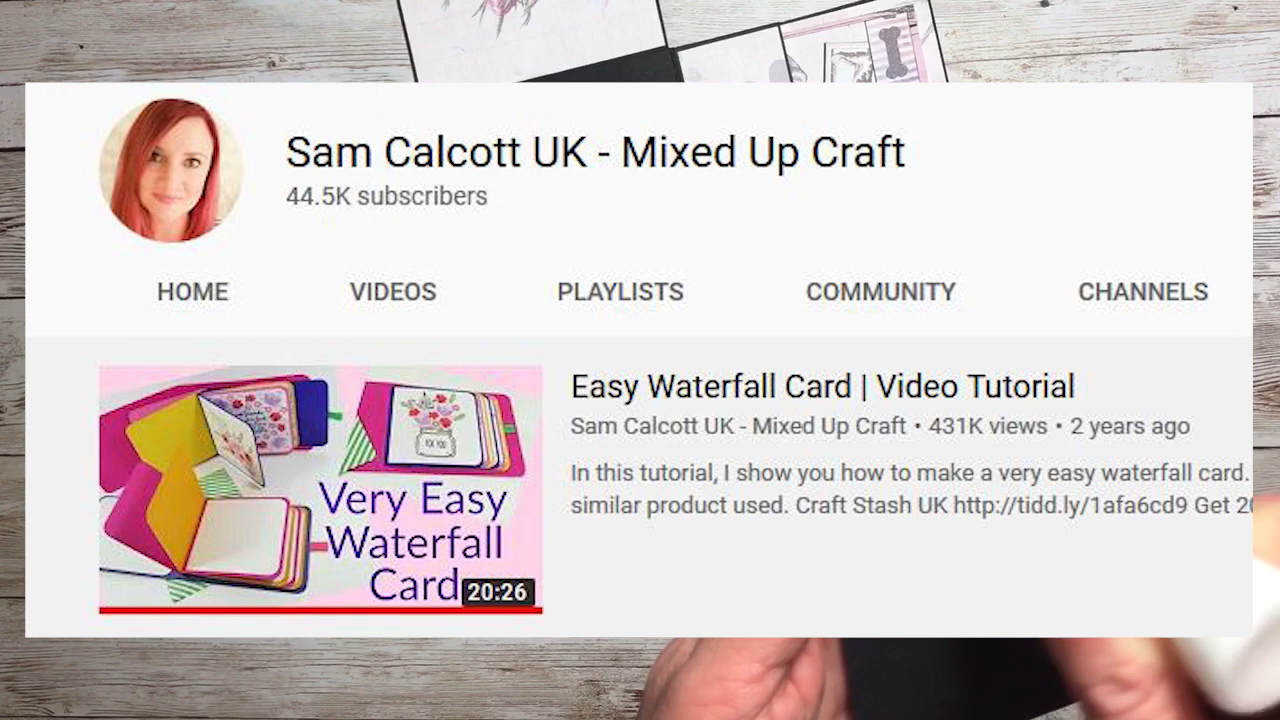 Sam Calcott UK - Mixed Up Craft
44.5K subscribers
HOME VIDEOS PLAYLISTS COMMUNITY CHANNELS
Very Easy
Waterfall
Card
20:26
Easy Waterfall Card | Video Tutorial
Sam Calcott UK - Mixed Up Craft • 431K views • 2 years ago
In this tutorial, I show you how to make a very easy waterfall card.
similar product used. Craft Stash UK http://tidd.ly/1afa6cd9 Get